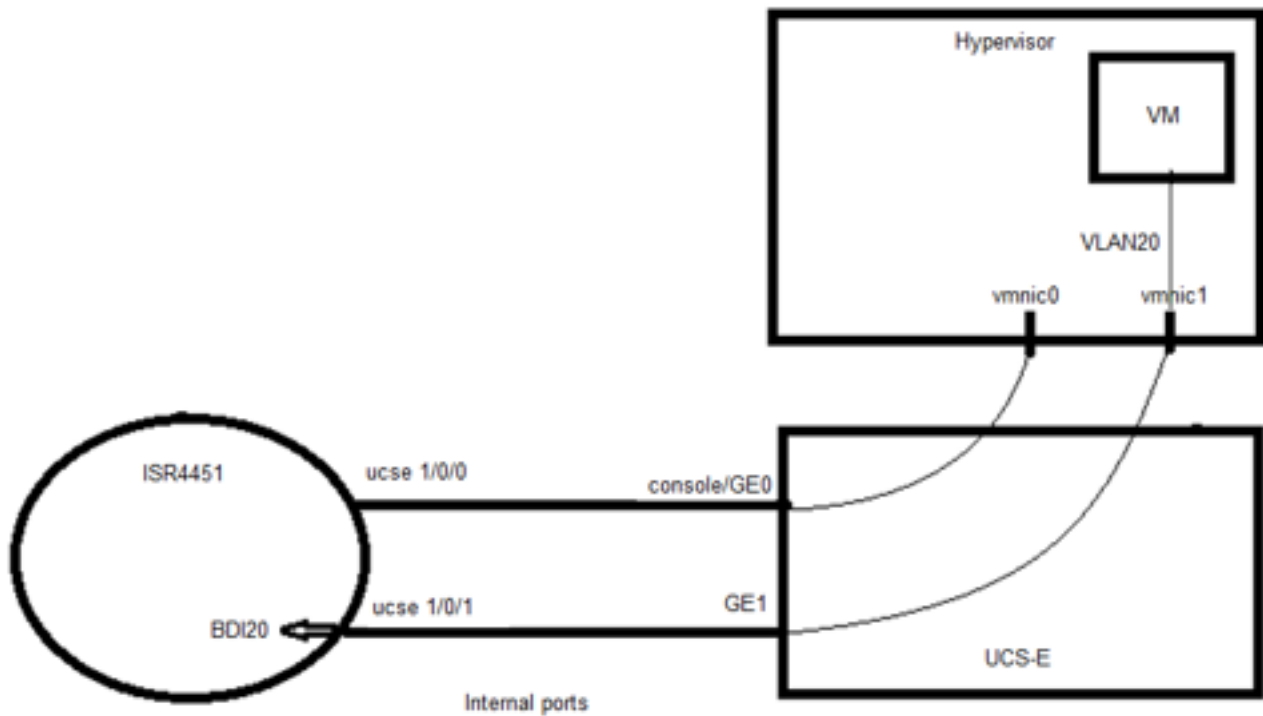 Hypervisor
VM
VLAN20
vmnic0
vmnic1
ISR4451
ucse 1/0/0
console/GE0
ucse 1/0/1
GE1
BDI20
UCS-E
Internal ports